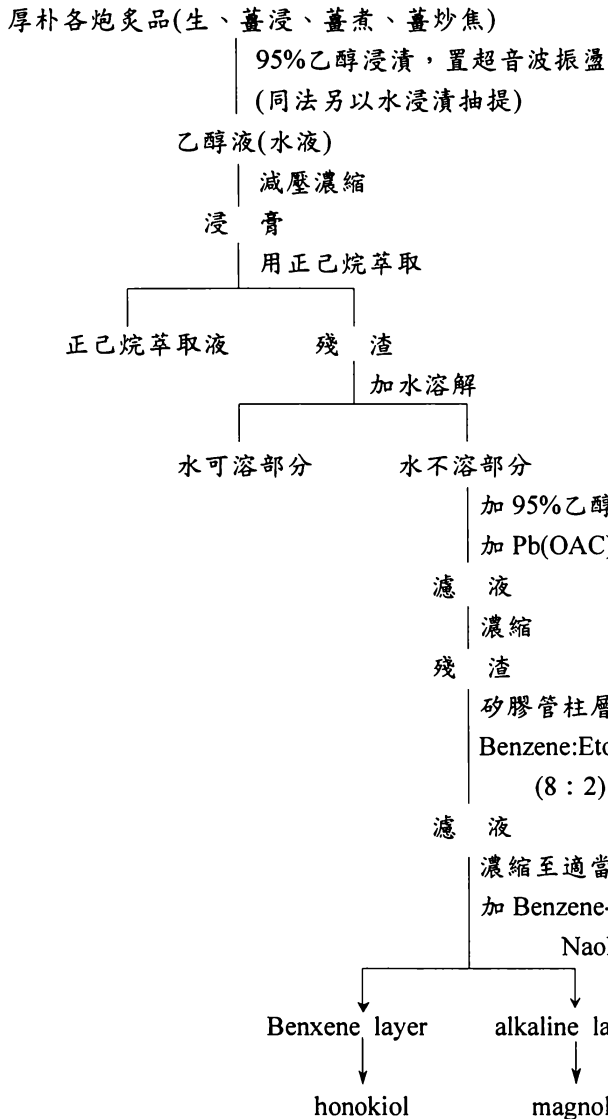 厚朴各炮炙品(生、薑浸、薑煮、薑炒焦)
95%乙醇浸漬，置超音波振盪
(同法另以水浸漬抽提)
乙醇液(水液)
減壓濃縮
浸 膏
用正己烷萃取
正己烷萃取液 殘 渣
加水溶解
水可溶部分 水不溶部分
加 95%乙醇
加 Pb(OAC)
濾 液
濃縮
殘 渣
矽膠管柱層
Benzene:Eto
(8：2)
濾 液
濃縮至適當
加 Benzene-
Nao
Benxene layer alkaline la
honokiol magnol